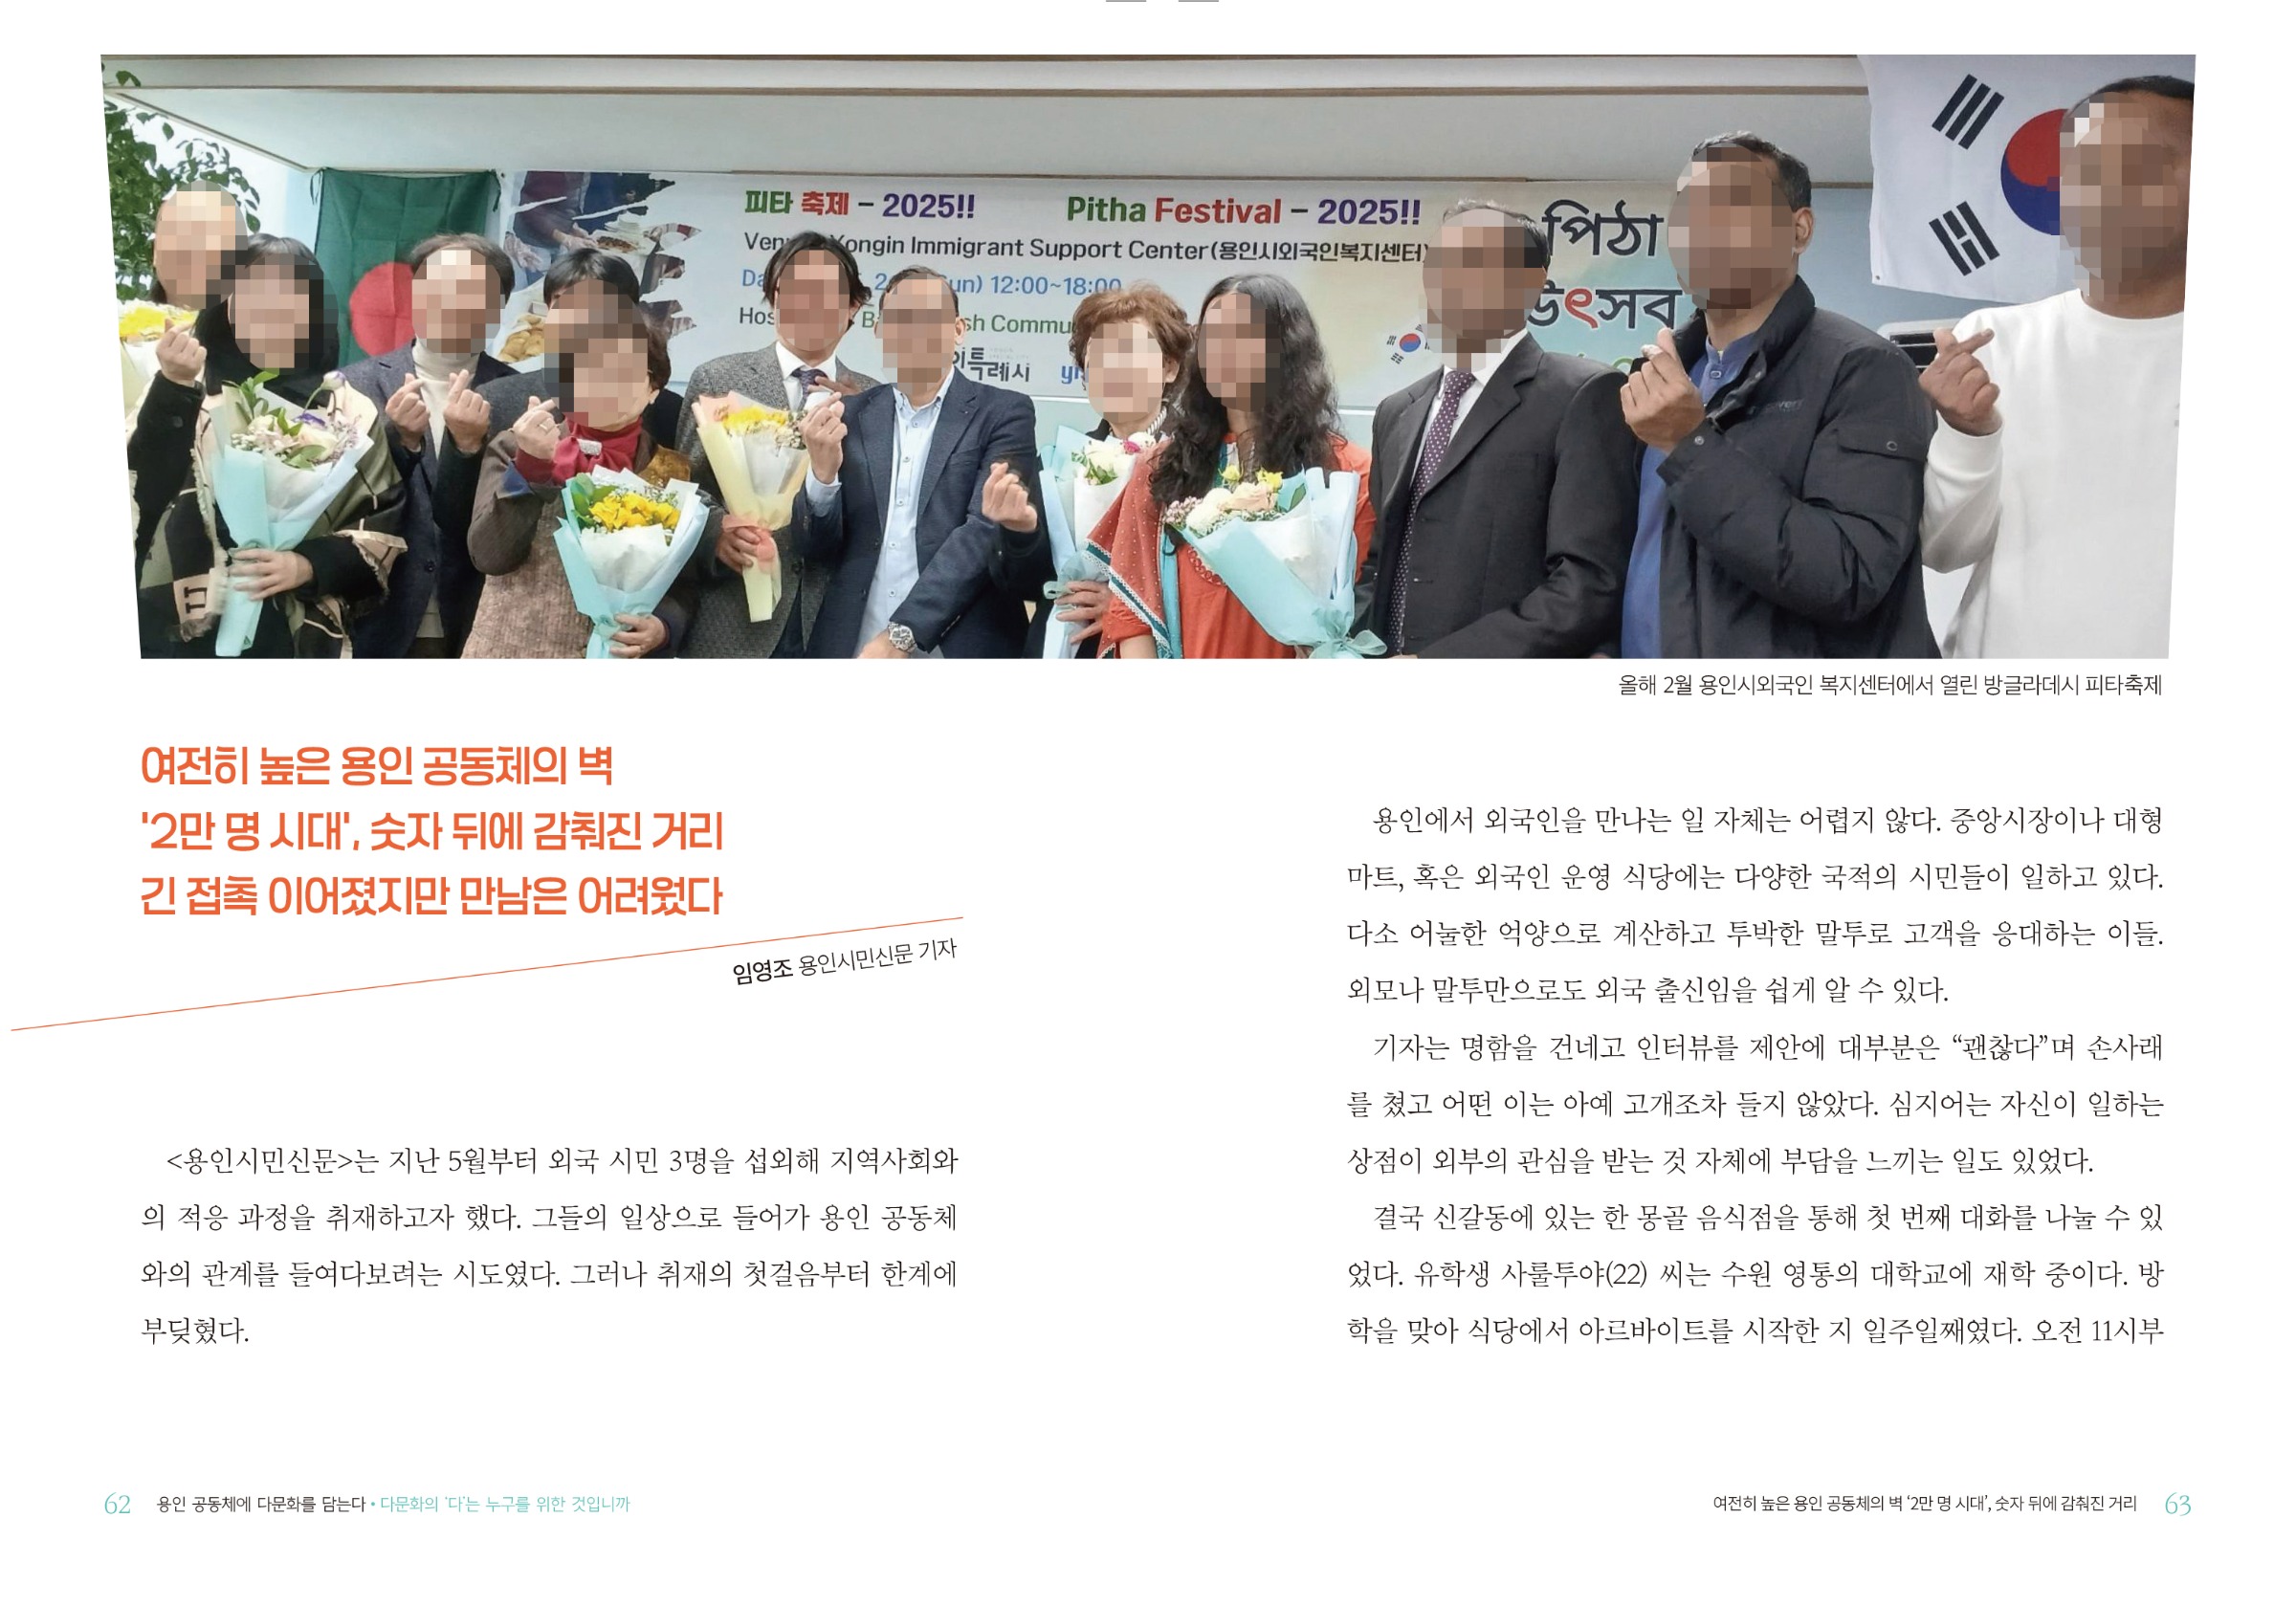 피타 축제 – 2025!! Pitha Festival – 2025!!
Yongin Immigrant Support Center(용인시외국인복지센터)
12:00~18:00
পিঠা
উৎসব
올해 2월 용인시외국인 복지센터에서 열린 방글라데시 피타축제
여전히 높은 용인 공동체의 벽
'2만 명 시대', 숫자 뒤에 감춰진 거리
긴 접촉 이어졌지만 만남은 어려웠다
임영조 용인시민신문 기자
<용인시민신문>는 지난 5월부터 외국 시민 3명을 섭외해 지역사회와
의 적응 과정을 취재하고자 했다. 그들의 일상으로 들어가 용인 공동체
와의 관계를 들여다보려는 시도였다. 그러나 취재의 첫걸음부터 한계에
부딪혔다.
용인에서 외국인을 만나는 일 자체는 어렵지 않다. 중앙시장이나 대형
마트, 혹은 외국인 운영 식당에는 다양한 국적의 시민들이 일하고 있다.
다소 어눌한 억양으로 계산하고 투박한 말투로 고객을 응대하는 이들.
외모나 말투만으로도 외국 출신임을 쉽게 알 수 있다.
기자는 명함을 건네고 인터뷰를 제안에 대부분은 “괜찮다”며 손사래
를 쳤고 어떤 이는 아예 고개조차 들지 않았다. 심지어는 자신이 일하는
상점이 외부의 관심을 받는 것 자체에 부담을 느끼는 일도 있었다.
결국 신갈동에 있는 한 몽골 음식점을 통해 첫 번째 대화를 나눌 수 있
었다. 유학생 사룰투야(22) 씨는 수원 영통의 대학교에 재학 중이다. 방
학을 맞아 식당에서 아르바이트를 시작한 지 일주일째였다. 오전 11시부
62 용인 공동체에 다문화를 담는다 • 다문화의 '다'는 누구를 위한 것입니까
여전히 높은 용인 공동체의 벽 '2만 명 시대', 숫자 뒤에 감춰진 거리 63